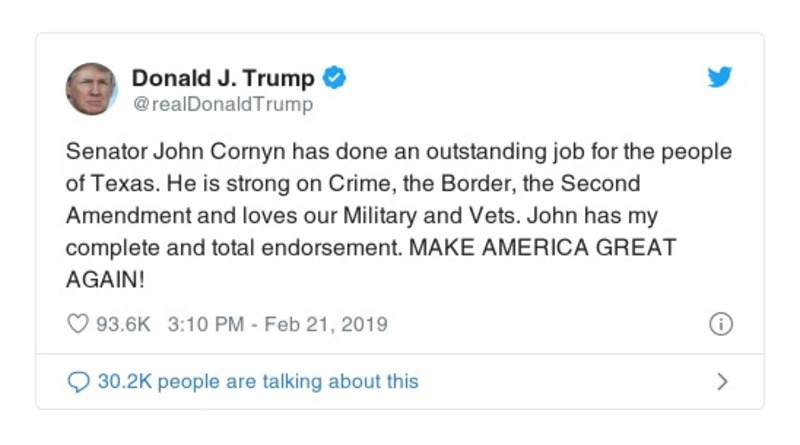 Donald J. Trump
@realDonaldTrump
Senator John Cornyn has done an outstanding job for the people
of Texas. He is strong on Crime, the Border, the Second
Amendment and loves our Military and Vets. John has my
complete and total endorsement. MAKE AMERICA GREAT
AGAIN!
93.6K 3:10 PM - Feb 21, 2019
30.2K people are talking about this